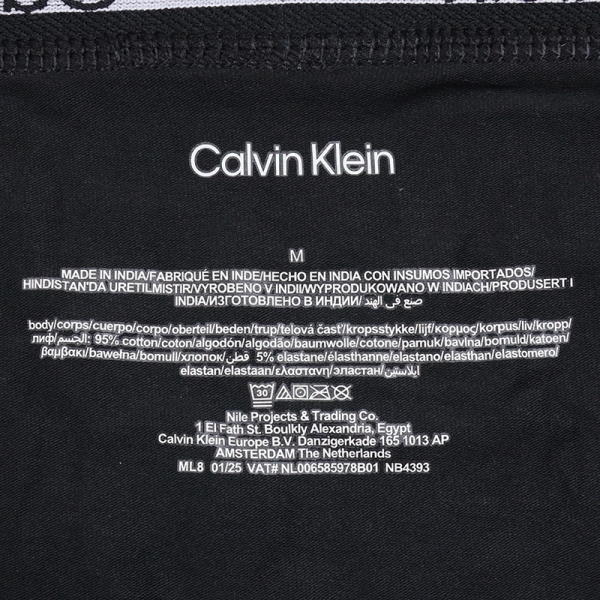 Calvin Klein
M
MADE IN INDIA/FABRIQUÉ EN INDE/HECHO EN INDIA CON INSUMOS IMPORTADOS/
HINDISTAN'DA URETILMISTIR/VYROBENO V INDII/WYPRODUKOWANO W INDIACH/PRODUSERT I
INDIA/ИЗГОТОВЛЕНО В ИНДИИ/ صنع في الهند
body/corps/cuerpo/corpo/oberteil/beden/trup/telová časť/kropsstykke/lijf/κορμος/korpus/liv/kropp/
лиф/الجسم: 95% cotton/coton/algodón/algodão/baumwolle/cotone/pamuk/bavlna/bomuld/katoen/
βαμβακι/bawełna/bomull/хлопок/قطن 5% elastane/élasthanne/elastano/elasthan/elastomero/
elastan/elastaan/ελαστανη/эластан/ايلاستين
30
Nile Projects & Trading Co.
1 El Fath St. Boulkly Alexandria, Egypt
Calvin Klein Europe B.V. Danzigerkade 165 1013 AP
AMSTERDAM The Netherlands
ML8 01/25 VAT# NL006585978B01 NB4393